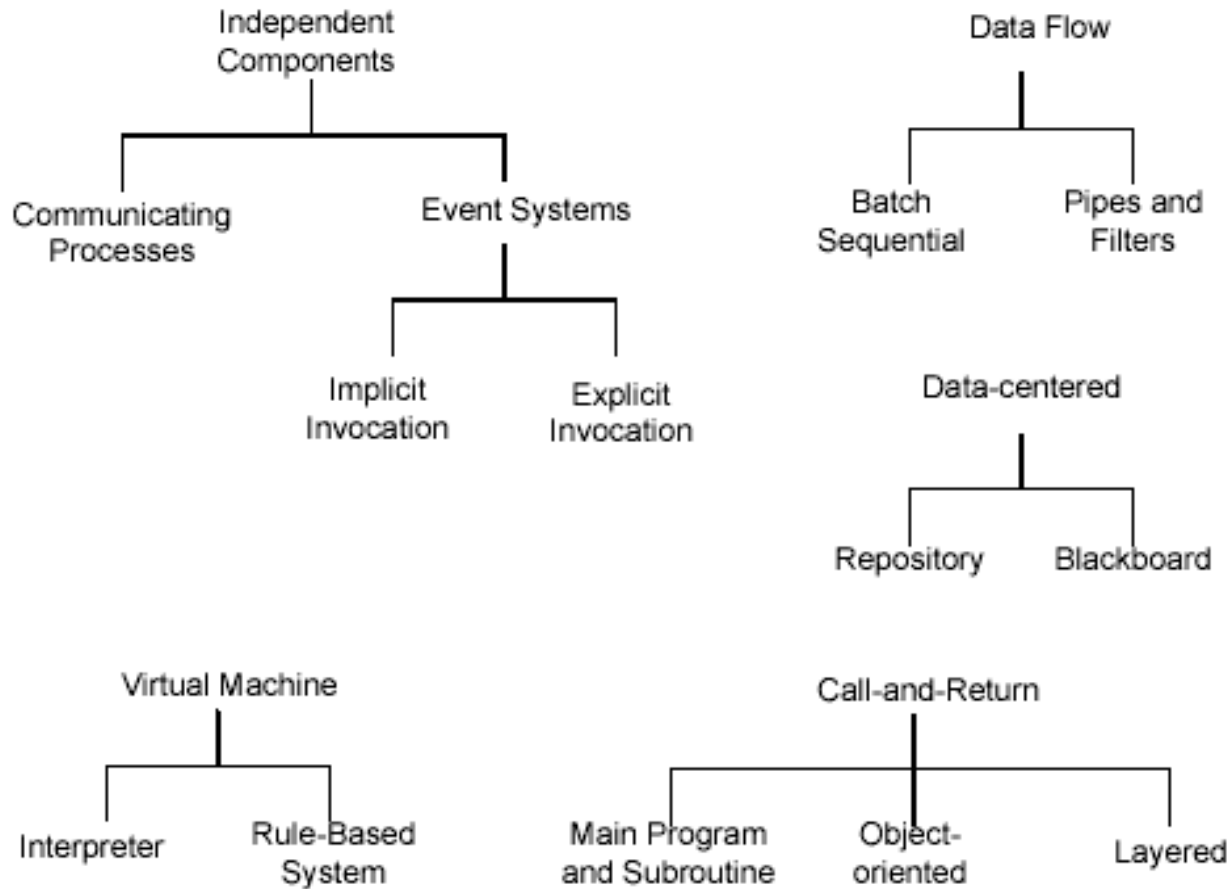 Independent
Components
Data Flow
Communicating
Processes
Event Systems
Batch
Sequential
Pipes and
Filters
Implicit
Invocation
Explicit
Invocation
Data-centered
Repository
Blackboard
Virtual Machine
Call-and-Return
Interpreter
Rule-Based
System
Main Program
and Subroutine
Object-
oriented
Layered